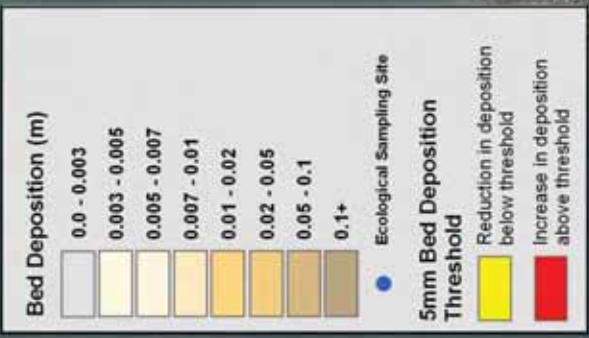 Bed Deposition (m)
0.0 - 0.003
0.003 - 0.005
0.005 - 0.007
0.007 - 0.01
0.01 - 0.02
0.02 - 0.05
0.05 - 0.1
0.1+
Ecological Sampling Site
5mm Bed Deposition
Threshold
Reduction in deposition
below threshold
Increase in deposition
above threshold